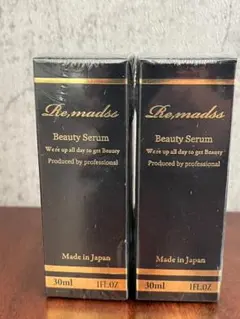 Re,madss
Beauty Serum
We're up all day to get Beauty
Produced by professional
Made in Japan
30ml 1FL.OZ
Re,madss
Beauty Serum
We're up all day to get Beauty
Produced by professional
Made in Japan
30ml 1FL.OZ